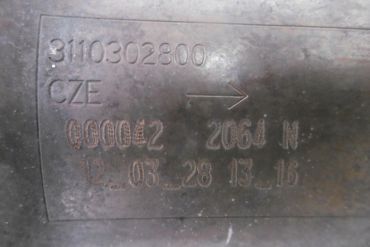 3110302800
CZE →
000042 2064 N
12_03_28 13_16